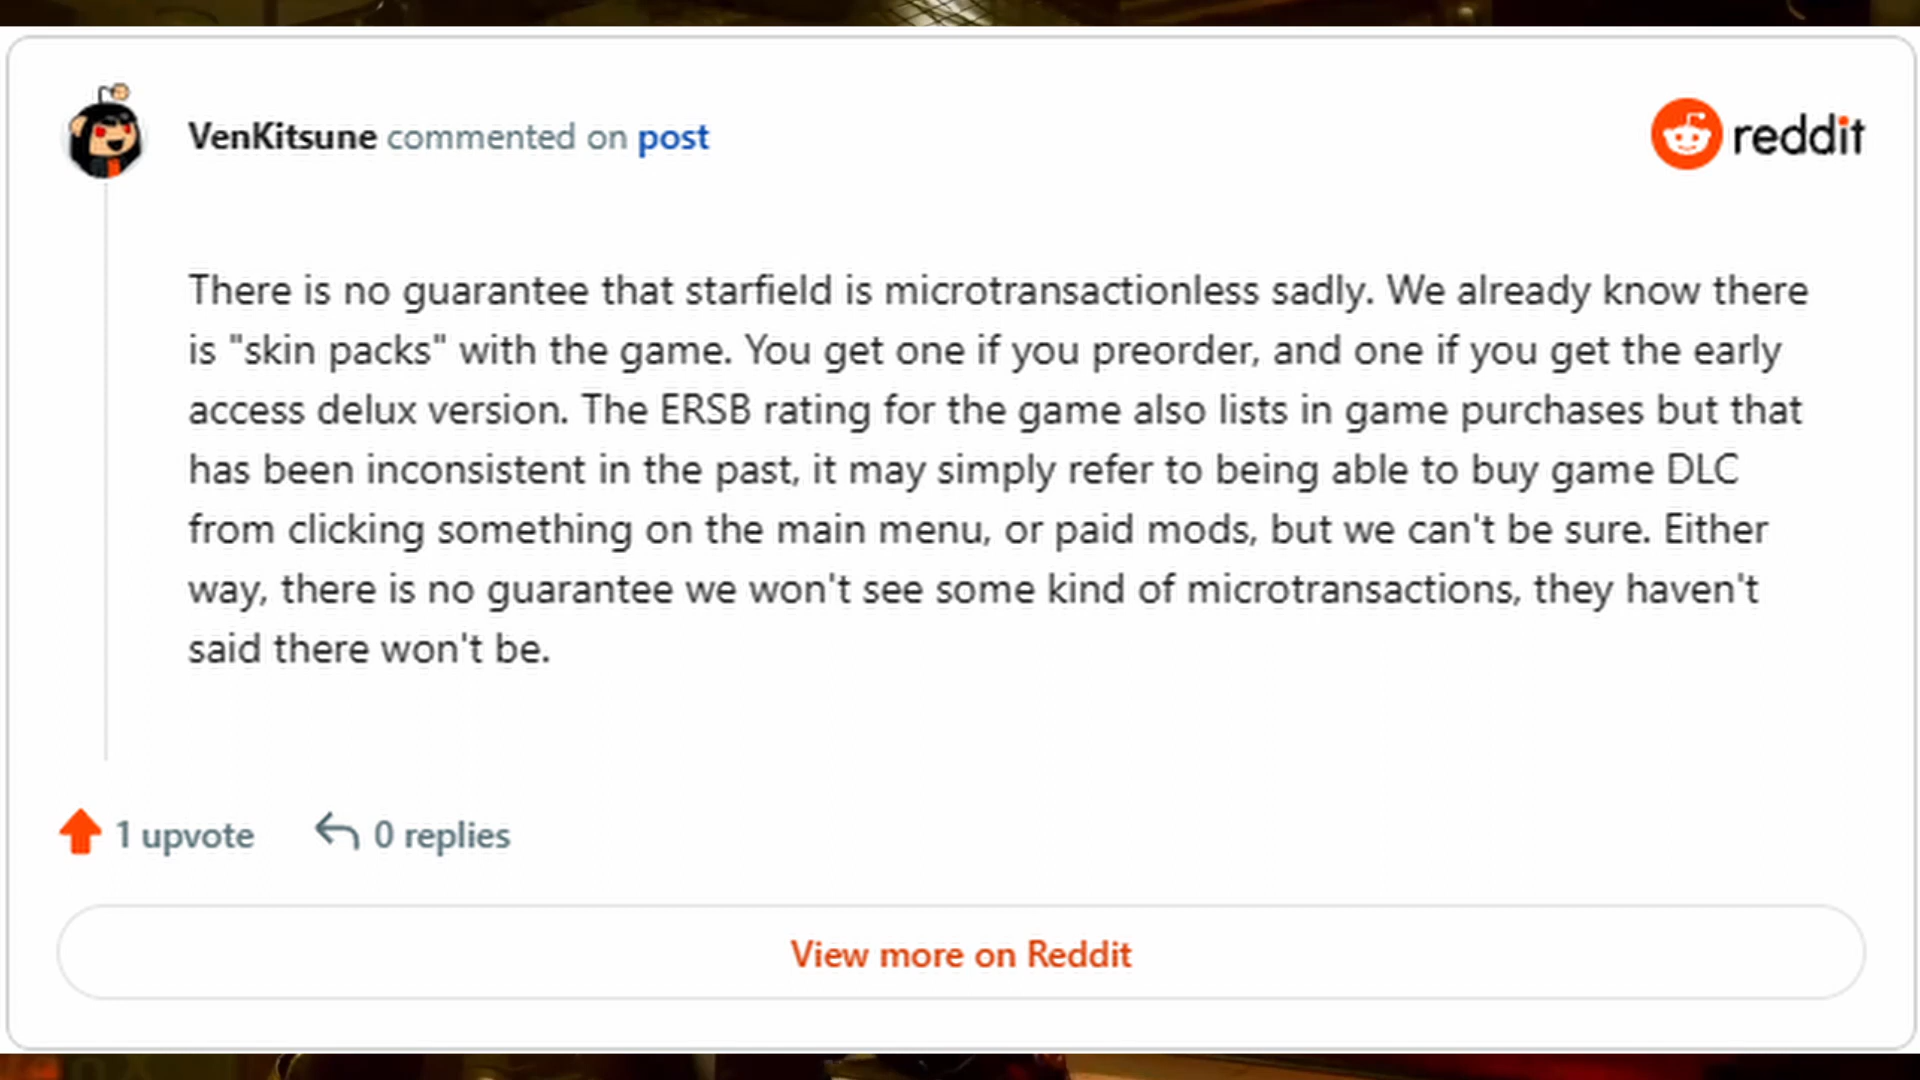 VenKitsune commented on post
reddit
There is no guarantee that starfield is microtransactionless sadly. We already know there
is "skin packs" with the game. You get one if you preorder, and one if you get the early
access delux version. The ERSB rating for the game also lists in game purchases but that
has been inconsistent in the past, it may simply refer to being able to buy game DLC
from clicking something on the main menu, or paid mods, but we can't be sure. Either
way, there is no guarantee we won't see some kind of microtransactions, they haven't
said there won't be.
1 upvote 0 replies
View more on Reddit